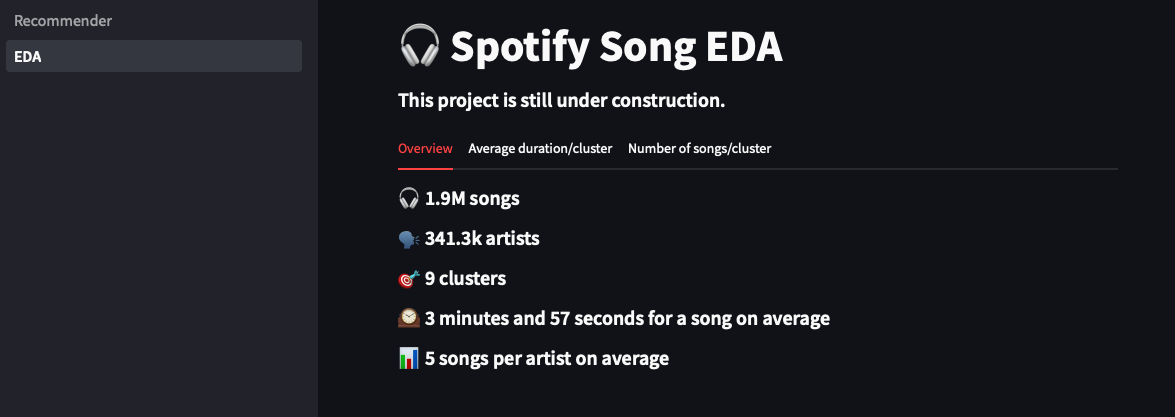 Recommender
EDA
🎧 Spotify Song EDA
This project is still under construction.
Overview Average duration/cluster Number of songs/cluster
🎧 1.9M songs
🗣️ 341.3k artists
🎯 9 clusters
🕰️ 3 minutes and 57 seconds for a song on average
📊 5 songs per artist on average